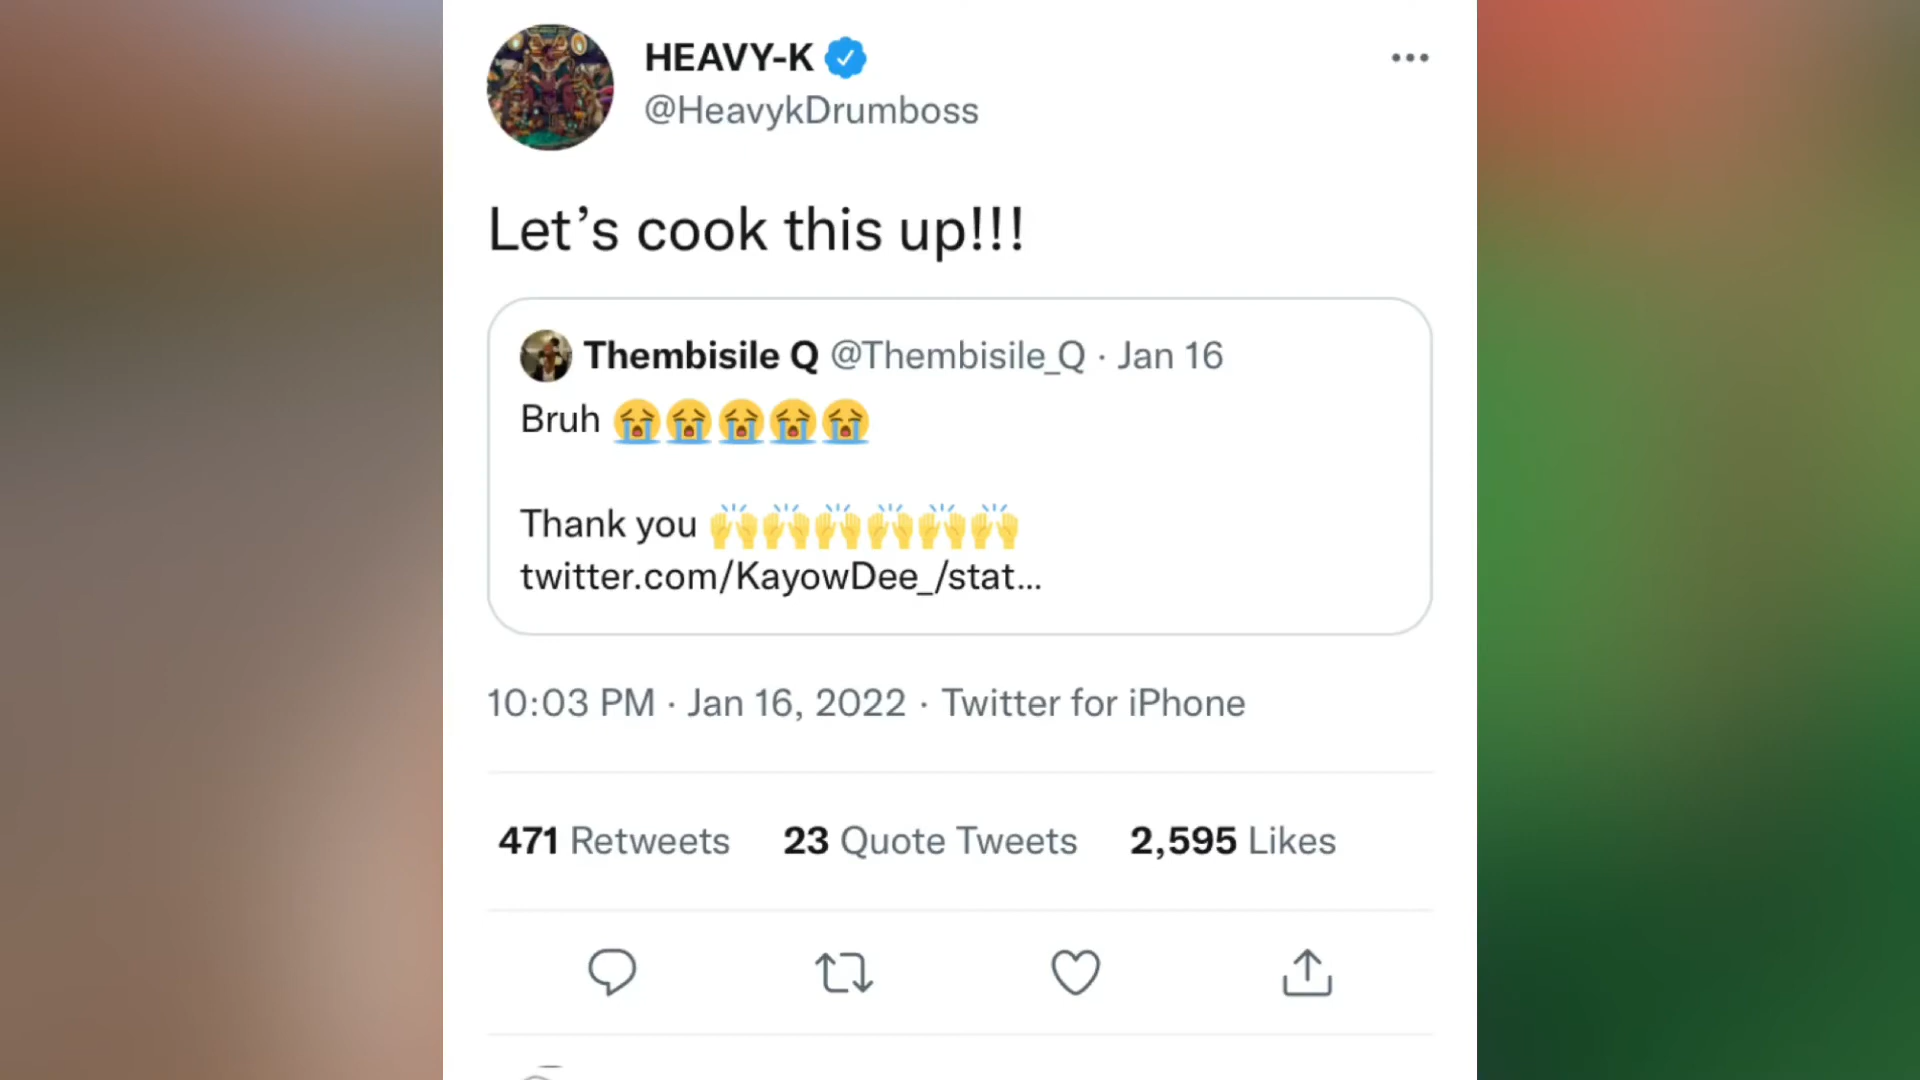 HEAVY-K
@HeavykDrumboss
Let’s cook this up!!!
Thembisile Q @Thembisile_Q · Jan 16
Bruh 😭😭😭😭😭
Thank you 🙌🙌🙌🙌🙌🙌
twitter.com/KayowDee_/stat...
10:03 PM · Jan 16, 2022 · Twitter for iPhone
471 Retweets 23 Quote Tweets 2,595 Likes